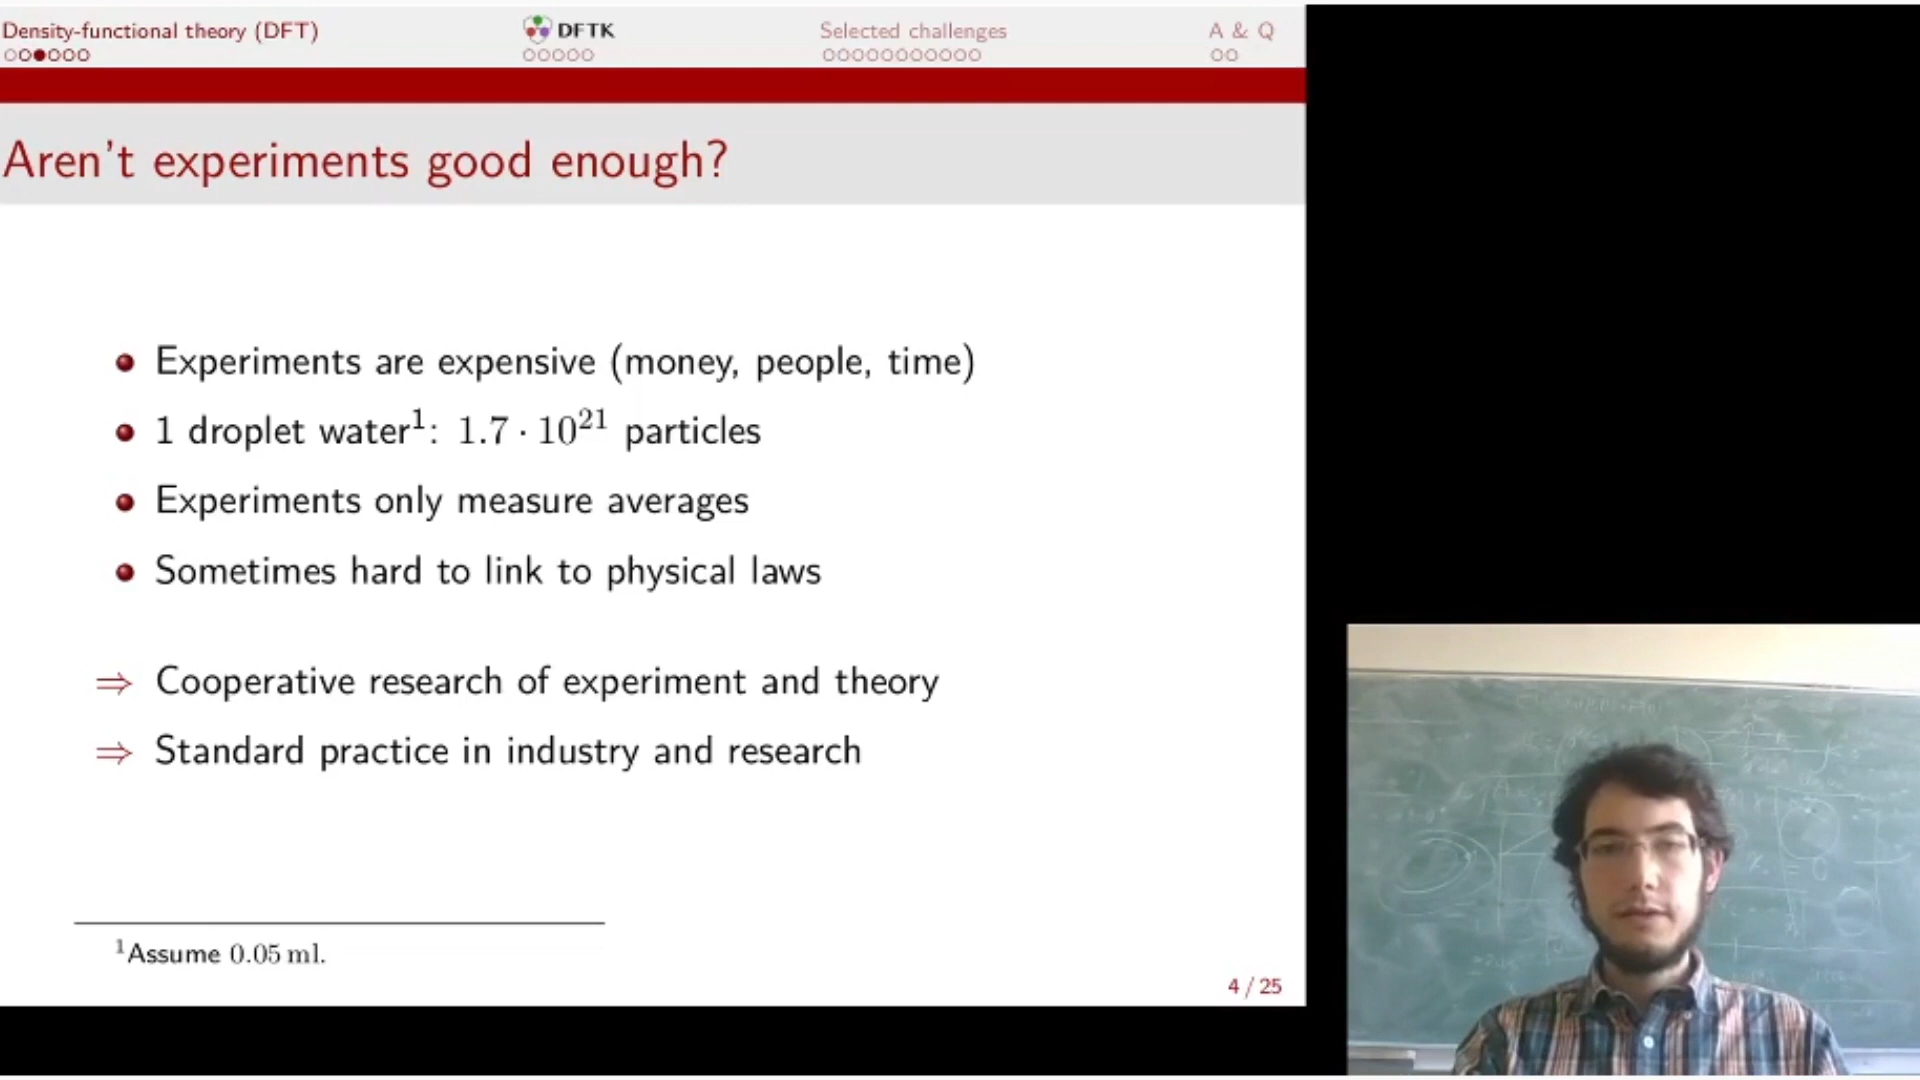 Density-functional theory (DFT)
DFTK
Selected challenges
A & Q
Aren't experiments good enough?
Experiments are expensive (money, people, time)
1 droplet water¹: 1.7 · 10²¹ particles
Experiments only measure averages
Sometimes hard to link to physical laws
⇒ Cooperative research of experiment and theory
⇒ Standard practice in industry and research
¹Assume 0.05 ml.
4 / 25